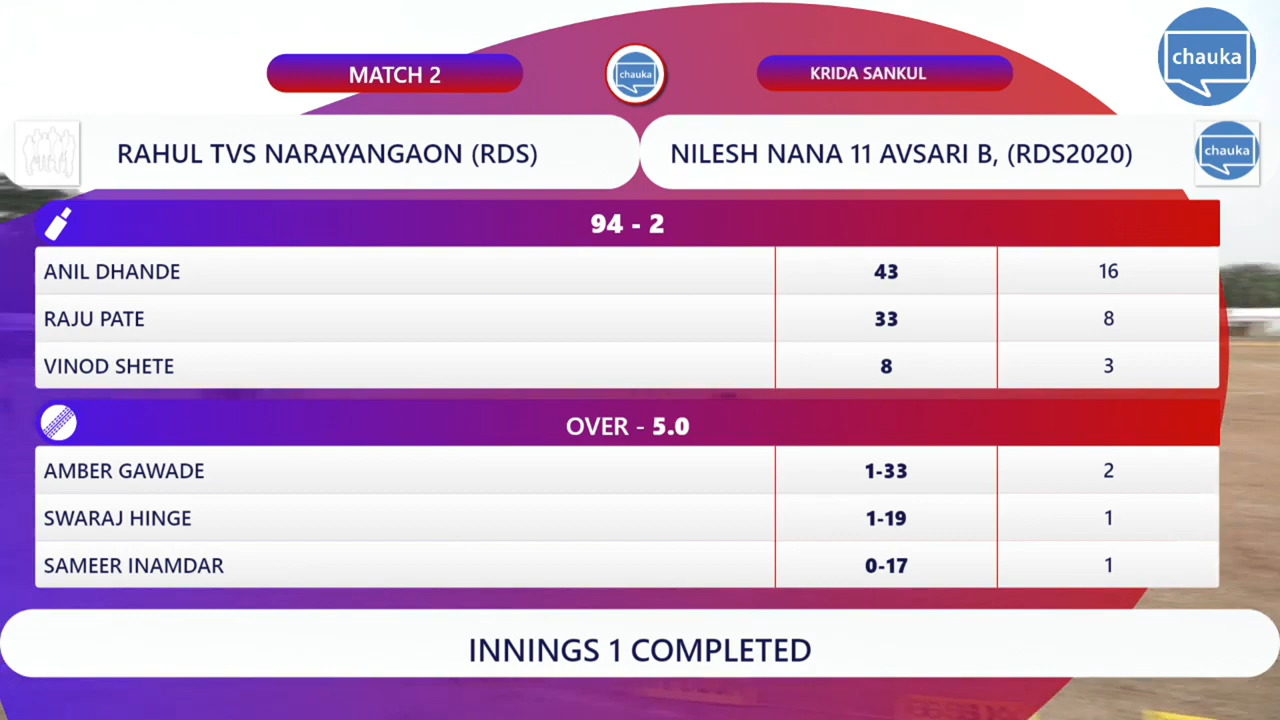 MATCH 2
chauka
KRIDA SANKUL
chauka
RAHUL TVS NARAYANGAON (RDS)
NILESH NANA 11 AVSARI B, (RDS2020)
chauka
94 - 2
ANIL DHANDE 43 16
RAJU PATE 33 8
VINOD SHETE 8 3
OVER - 5.0
AMBER GAWADE 1-33 2
SWARAJ HINGE 1-19 1
SAMEER INAMDAR 0-17 1
INNINGS 1 COMPLETED